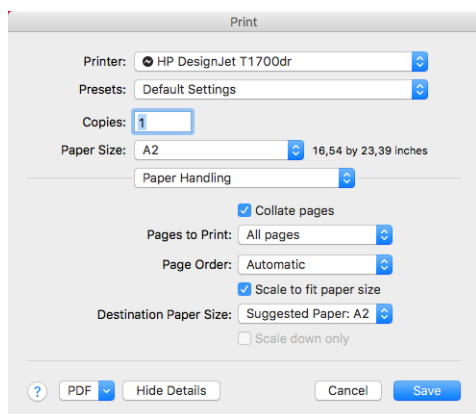 Print
Printer: HP DesignJet T1700dr
Presets: Default Settings
Copies: 1
Paper Size: A2 16,54 by 23,39 inches
Paper Handling
Collate pages
Pages to Print: All pages
Page Order: Automatic
Scale to fit paper size
Destination Paper Size: Suggested Paper: A2
Scale down only
? PDF Hide Details Cancel Save